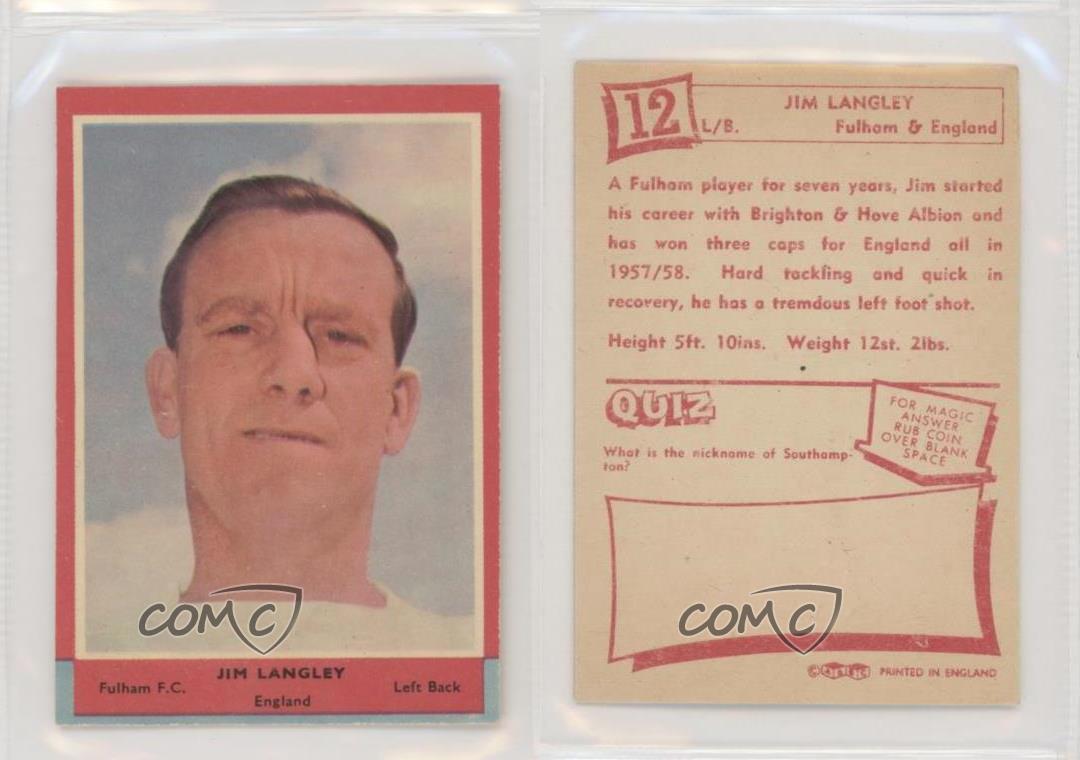 JIM LANGLEY
Fulham F.C.
Left Back
England
COMC
12
JIM LANGLEY
L/B.
Fulham & England
A Fulham player for seven years, Jim started
his career with Brighton & Hove Albion and
has won three caps for England all in
1957/58. Hard tackling and quick in
recovery, he has a tremdous left foot shot.
Height 5ft. 10ins. Weight 12st. 2lbs.
QUIZ
FOR MAGIC
ANSWER
RUB COIN
OVER BLANK
SPACE
What is the nickname of Southamp-
ton?
COMC
© A&BC PRINTED IN ENGLAND